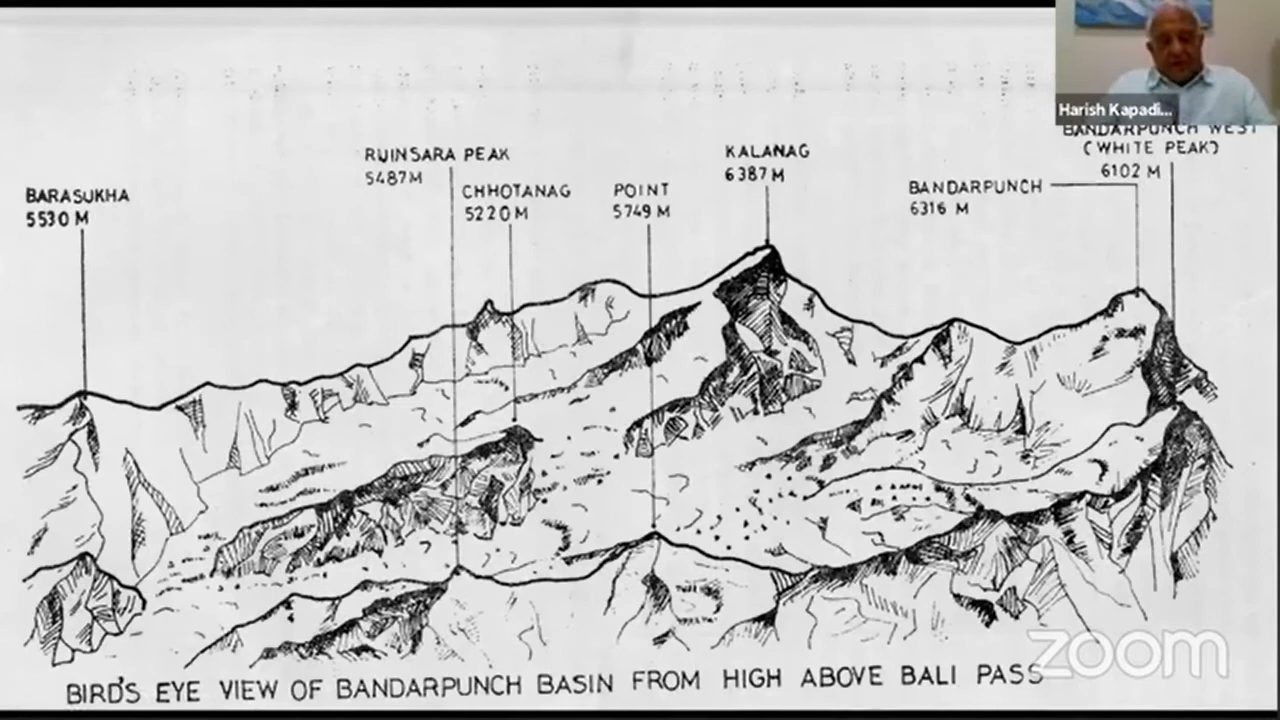 Harish Kapadi...
BANDARPUNCH WEST
(WHITE PEAK)
6102 M
RUINSARA PEAK
5487M
KALANAG
6387 M
BARASUKHA
5530 M
CHHOTANAG
5220M
POINT
5749 M
BANDARPUNCH
6316 M
zoom
BIRD'S EYE VIEW OF BANDARPUNCH BASIN FROM HIGH ABOVE BALI PASS